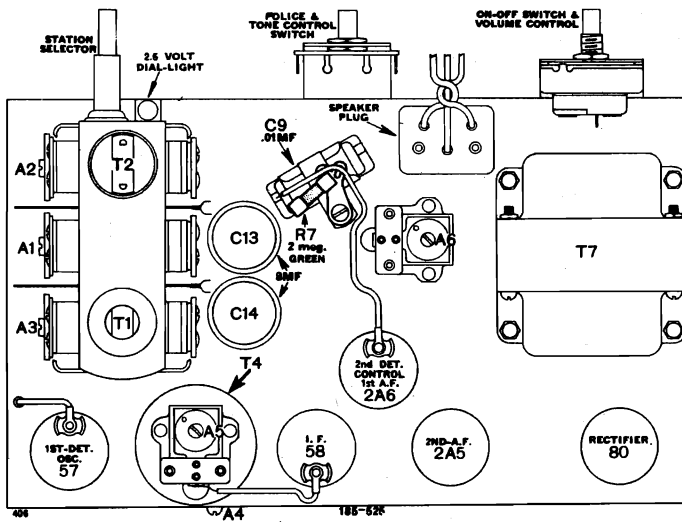 STATION
SELECTOR
2.5 VOLT
DIAL-LIGHT
POLICE &
TONE CONTROL
SWITCH
ON-OFF SWITCH &
VOLUME CONTROL
SPEAKER
PLUG
C9
.01MF
A2
T2
R7
2 meg.
GREEN
A6
A1
C13
T7
8MF
A3
T1
C14
T4
2nd DET.
CONTROL
1st A.F.
2A6
A5
1ST-DET.
OSC.
57
I. F.
58
2ND-A.F.
2A5
RECTIFIER.
80
406
A4
185-525